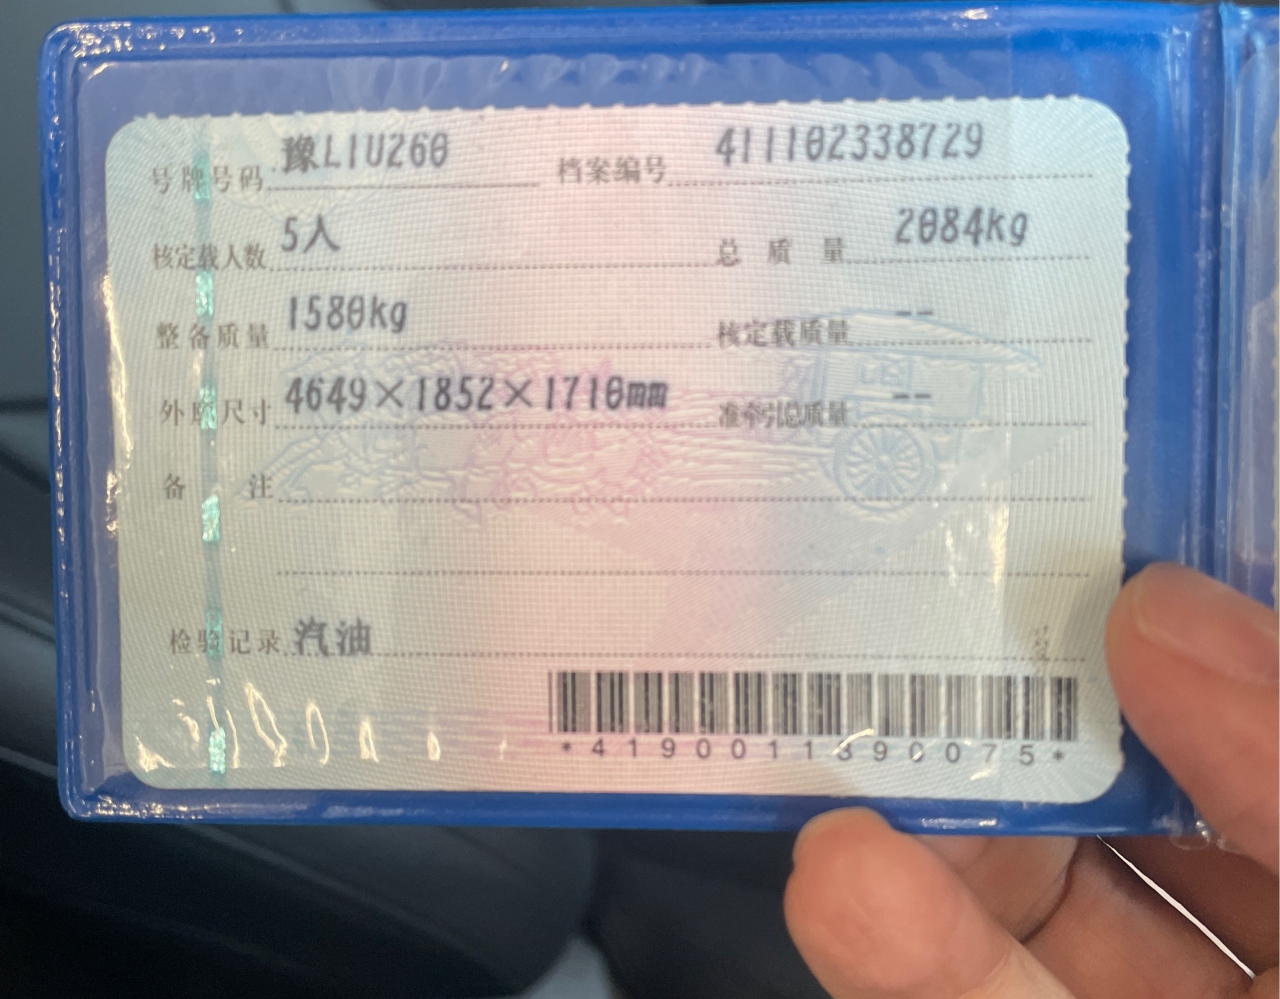 号牌号码 豫L1U260 档案编号 411102338729
核定载人数 5人 总质量 2084kg
整备质量 1580kg 核定载质量 --
外廓尺寸 4649×1852×1710mm 准牵引总质量 --
备注
检验记录 汽油
*4190011390075*